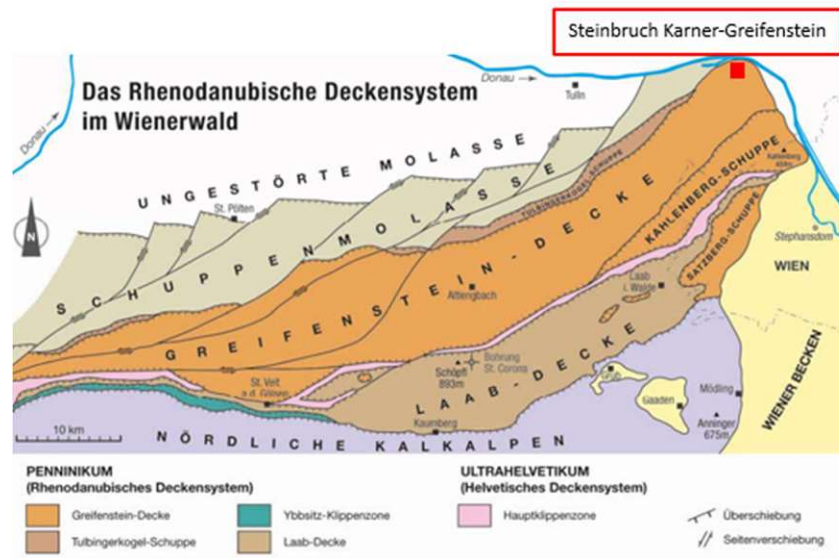 Steinbruch Karner-Greifenstein
Das Rhenodanubische Deckensystem
im Wienerwald
Donau
Donau
Tulln
UNGESTÖRTE MOLASSE
St. Pölten
SCHUPPENMOLASSE
TULBINGERKOGEL-SCHUPPE
GREIFENSTEIN-DECKE
KAHLENBERG-SCHUPPE
Kahlenberg
SATZBERG-SCHUPPE
Stephansdom
WIEN
N
Altlengbach
Laab
i. Walde
Schöpfl
893m
Bohrung
St. Corona
LAAB-DECKE
St. Veit
Kaumberg
Gaaden
Mödling
Anninger
675m
WIENER BECKEN
10 km
NÖRDLICHE KALKALPEN
PENNINIKUM
(Rhenodanubisches Deckensystem)
Greifenstein-Decke
Tulbingerkogel-Schuppe
Ybbsitz-Klippenzone
Laab-Decke
ULTRAHELVETIKUM
(Helvetisches Deckensystem)
Hauptklippenzone
Überschiebung
Seitenverschiebung